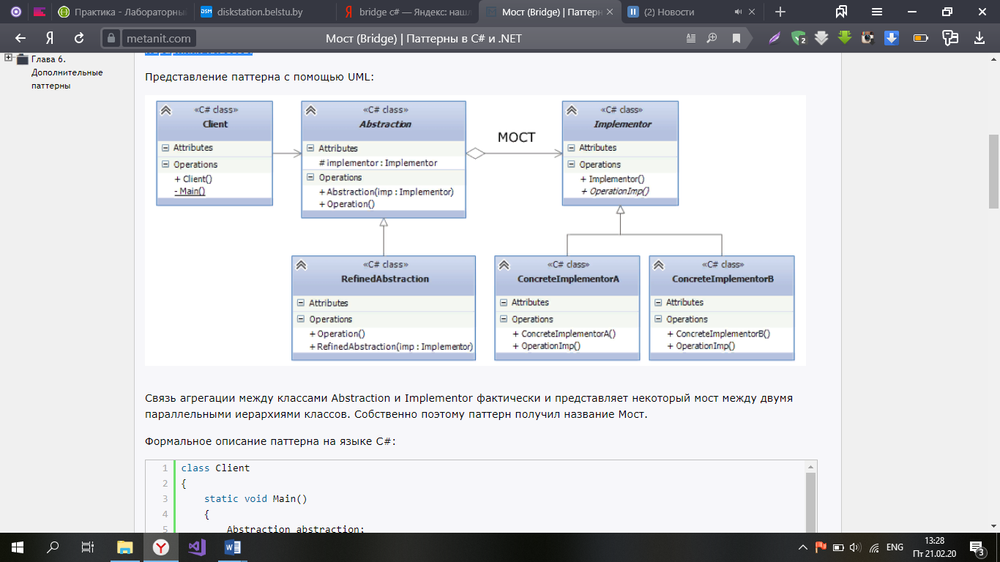 Практика - Лабораторный
DSM diskstation.belstu.by
Я bridge c# — Яндекс: наш
Мост (Bridge) | Паттерн
(2) Новости
Я metanit.com Мост (Bridge) | Паттерны в C# и .NET 2
Глава 6.
Дополнительные
паттерны
Представление паттерна с помощью UML:
«C# class»
Client
Attributes
Operations
+ Client()
- Main()
«C# class»
Abstraction
Attributes
# implementor : Implementor
Operations
+ Abstraction(imp : Implementor)
+ Operation()
МОСТ
«C# class»
Implementor
Attributes
Operations
+ Implementor()
+ OperationImp()
«C# class»
RefinedAbstraction
Attributes
Operations
+ Operation()
+ RefinedAbstraction(imp : Implementor)
«C# class»
ConcreteImplementorA
Attributes
Operations
+ ConcreteImplementorA()
+ OperationImp()
«C# class»
ConcreteImplementorB
Attributes
Operations
+ ConcreteImplementorB()
+ OperationImp()
Связь агрегации между классами Abstraction и Implementor фактически и представляет некоторый мост между двумя
параллельными иерархиями классов. Собственно поэтому паттерн получил название Мост.
Формальное описание паттерна на языке C#:
1 class Client
2 {
3 static void Main()
4 {
5 Abstraction abstraction;
ENG
13:28
Пт 21.02.20
3